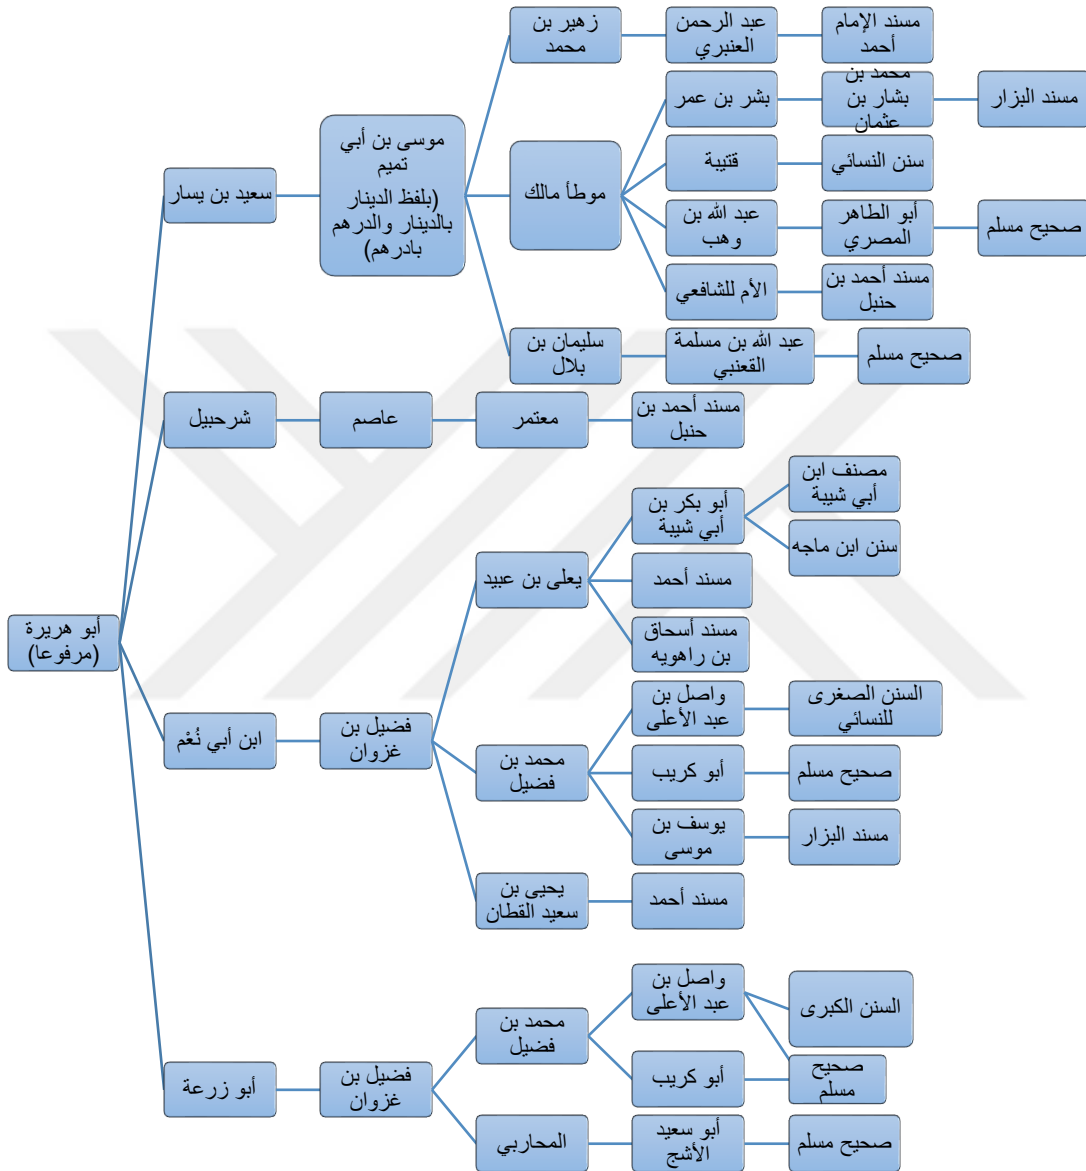 أبو هريرة
(مرفوعا)
سعيد بن يسار
موسى بن أبي
تميم
(بلفظ الدينار
بالدينار والدرهم
بادرهم)
زهير بن
محمد
عبد الرحمن
العنبري
مسند الإمام
أحمد
موطأ مالك
بشر بن عمر
محمد بن
بشار بن
عثمان
مسند البزار
قتيبة
سنن النسائي
عبد الله بن
وهب
أبو الطاهر
المصري
صحيح مسلم
الأم للشافعي
مسند أحمد بن
حنبل
سليمان بن
بلال
عبد الله بن مسلمة
القعنبي
صحيح مسلم
شرحبيل
عاصم
معتمر
مسند أحمد بن
حنبل
ابن أبي نُعْم
فضيل بن
غزوان
يعلى بن عبيد
أبو بكر بن
أبي شيبة
مصنف ابن
أبي شيبة
سنن ابن ماجه
مسند أحمد
مسند أسحاق
بن راهويه
محمد بن
فضيل
واصل بن
عبد الأعلى
السنن الصغرى
للنسائي
أبو كريب
صحيح مسلم
يوسف بن
موسى
مسند البزار
يحيى بن
سعيد القطان
مسند أحمد
أبو زرعة
فضيل بن
غزوان
محمد بن
فضيل
واصل بن
عبد الأعلى
السنن الكبرى
أبو كريب
صحيح
مسلم
المحاربي
أبو سعيد
الأشج
صحيح مسلم